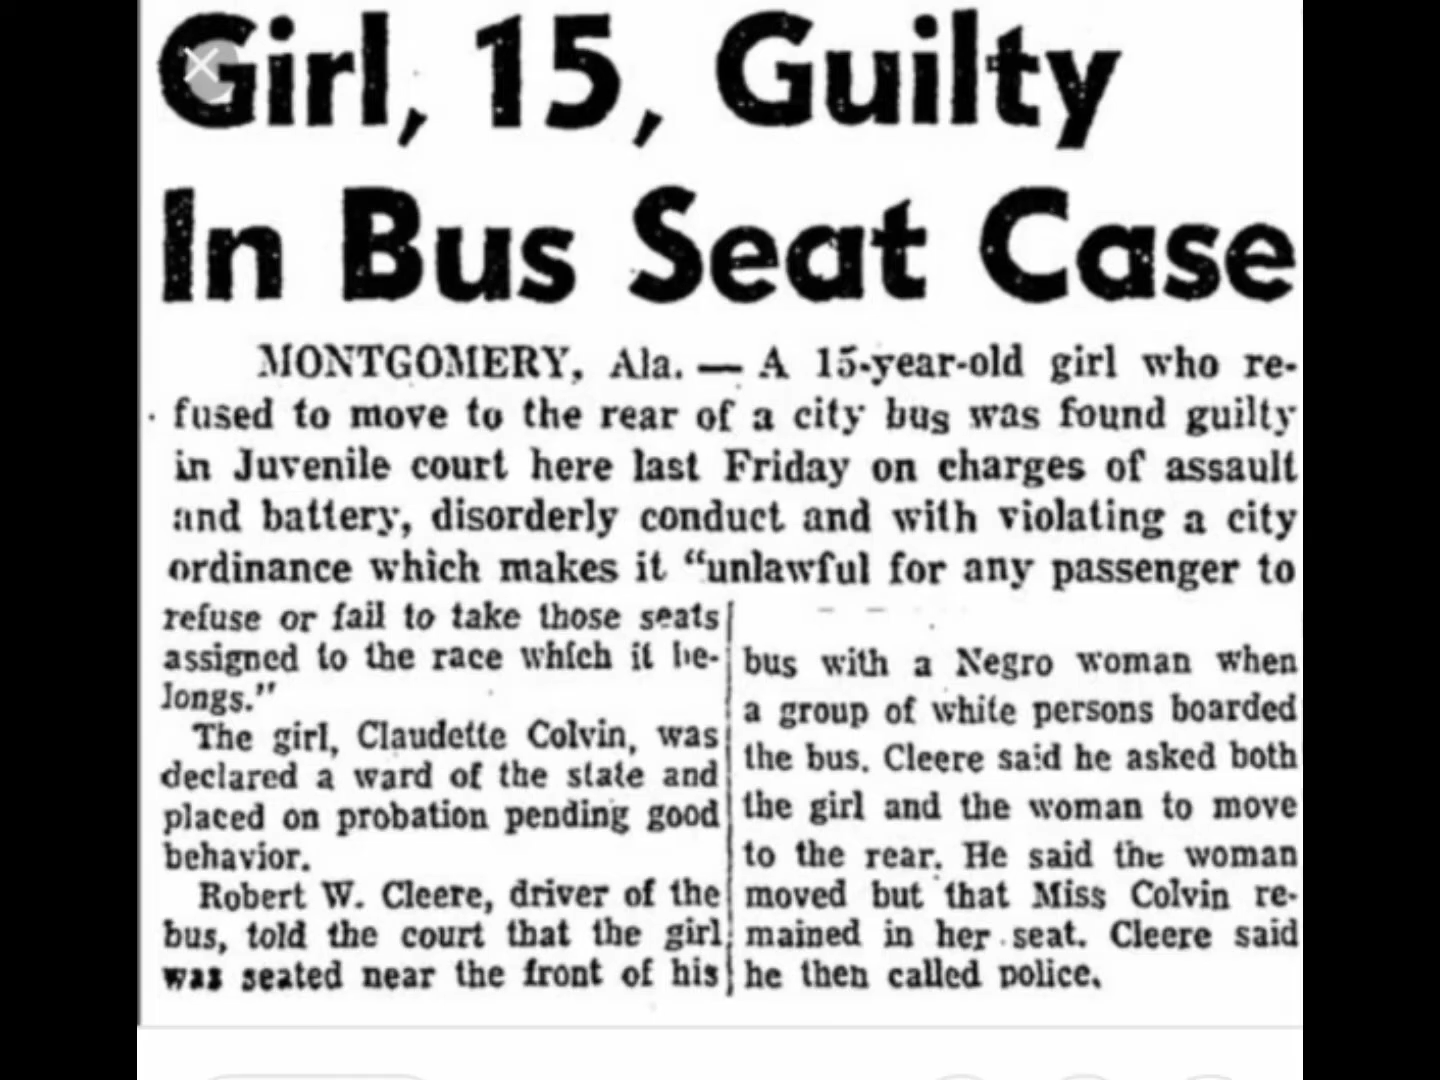 Girl, 15, Guilty
In Bus Seat Case
MONTGOMERY, Ala. — A 15-year-old girl who re-
fused to move to the rear of a city bus was found guilty
in Juvenile court here last Friday on charges of assault
and battery, disorderly conduct and with violating a city
ordinance which makes it “unlawful for any passenger to
refuse or fail to take those seats
assigned to the race which it be-
longs.”
The girl, Claudette Colvin, was
declared a ward of the state and
placed on probation pending good
behavior.
Robert W. Cleere, driver of the
bus, told the court that the girl
was seated near the front of his
bus with a Negro woman when
a group of white persons boarded
the bus. Cleere said he asked both
the girl and the woman to move
to the rear. He said the woman
moved but that Miss Colvin re-
mained in her seat. Cleere said
he then called police.